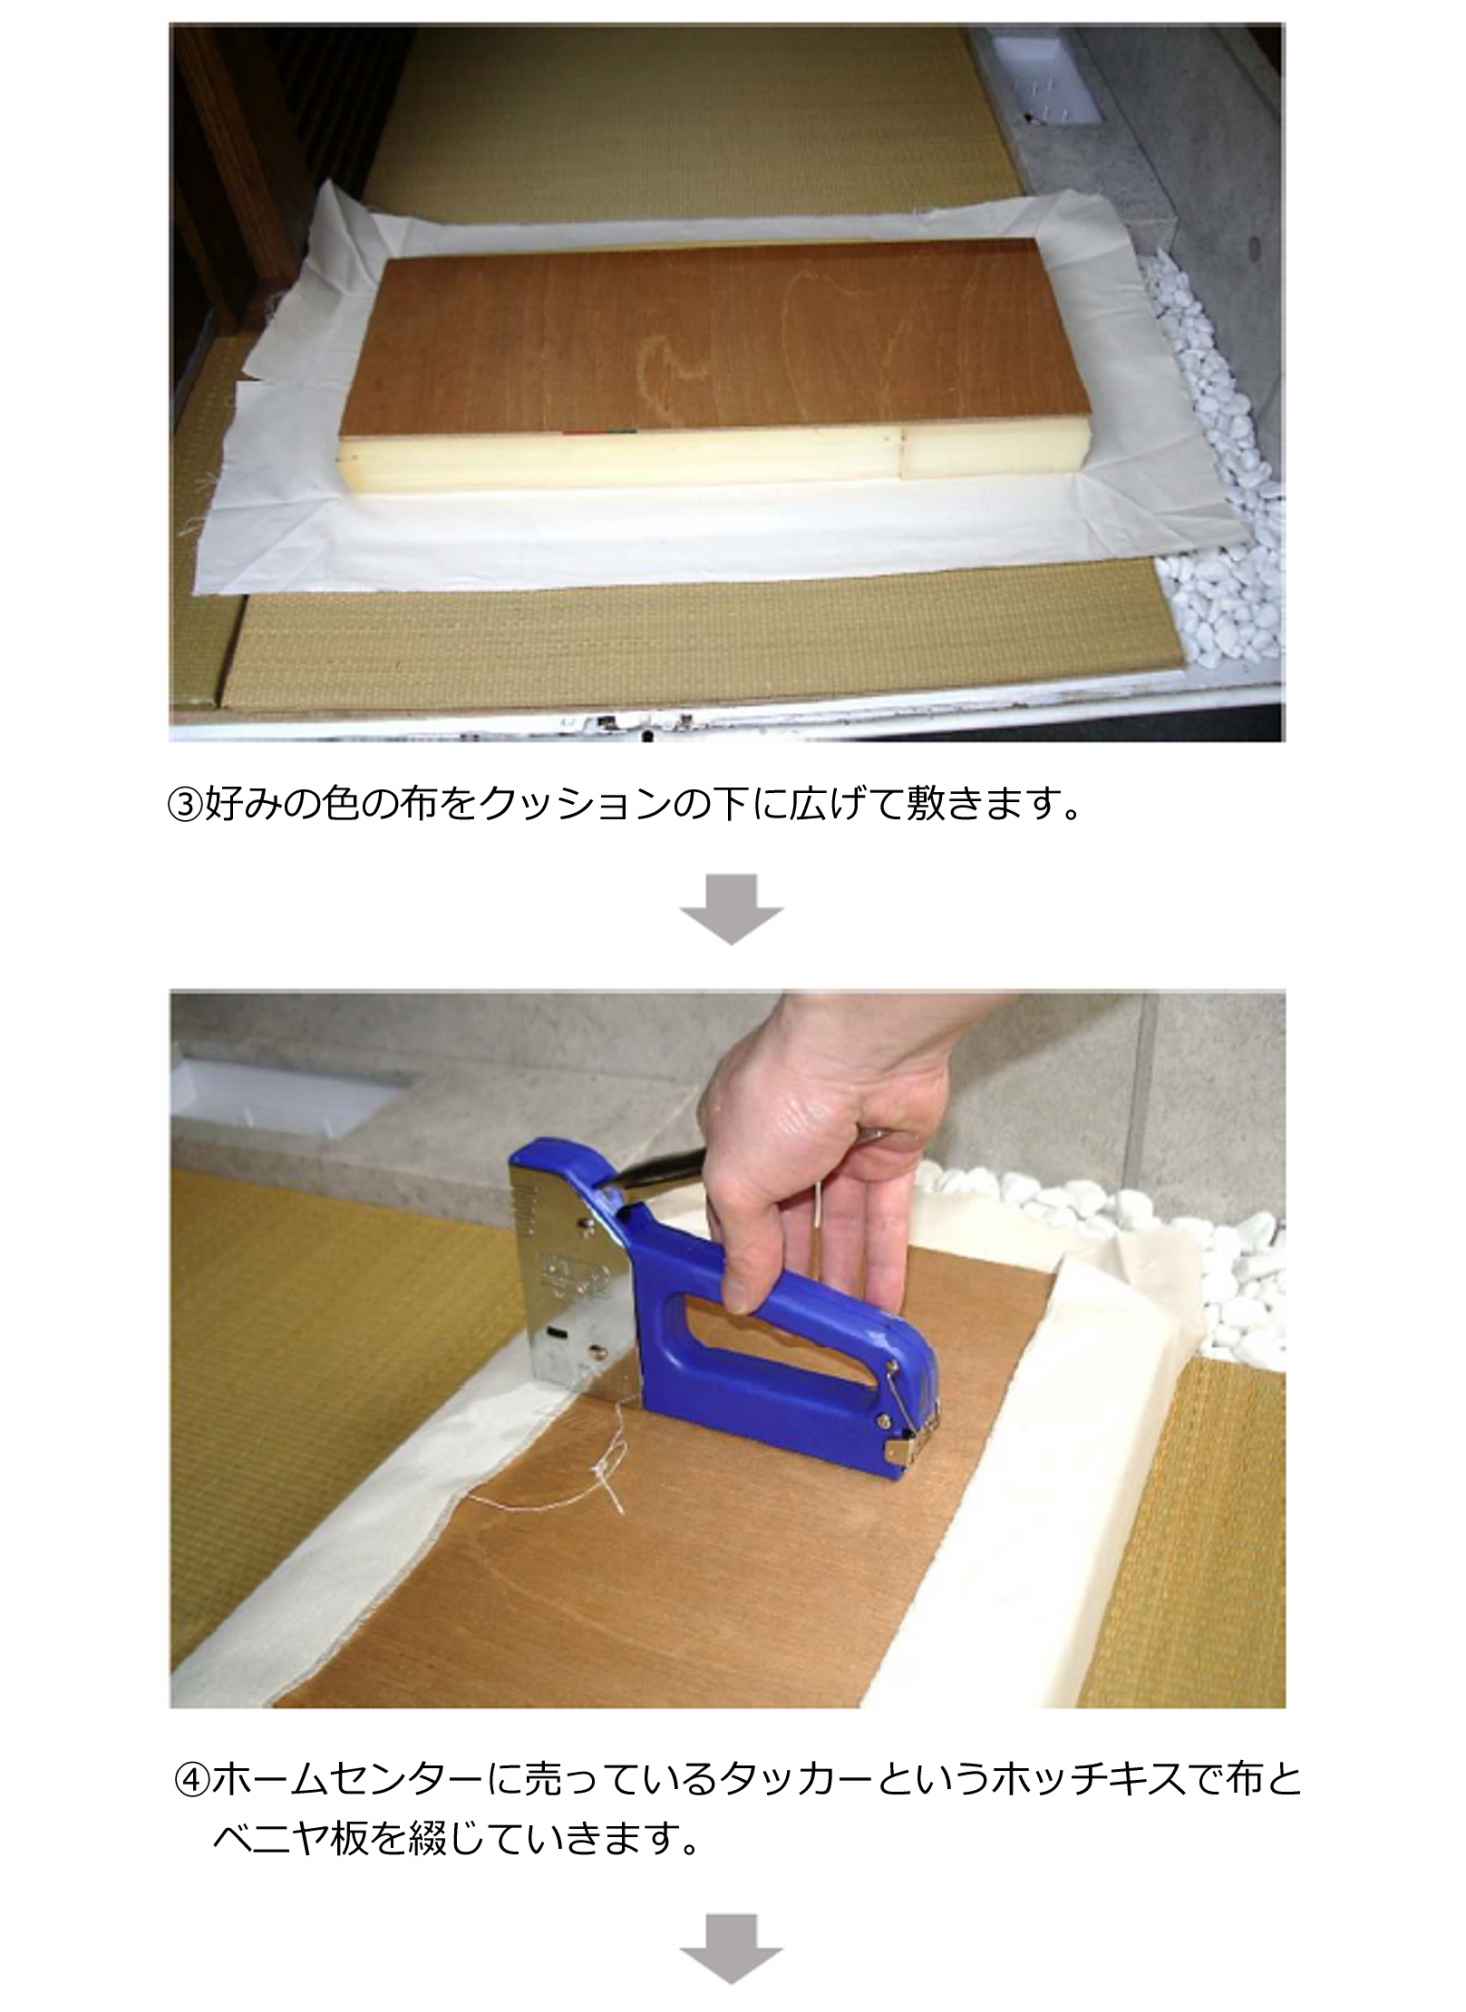 ③好みの色の布をクッションの下に広げて敷きます。
④ホームセンターに売っているタッカーというホッチキスで布と
ベニヤ板を綴じていきます。